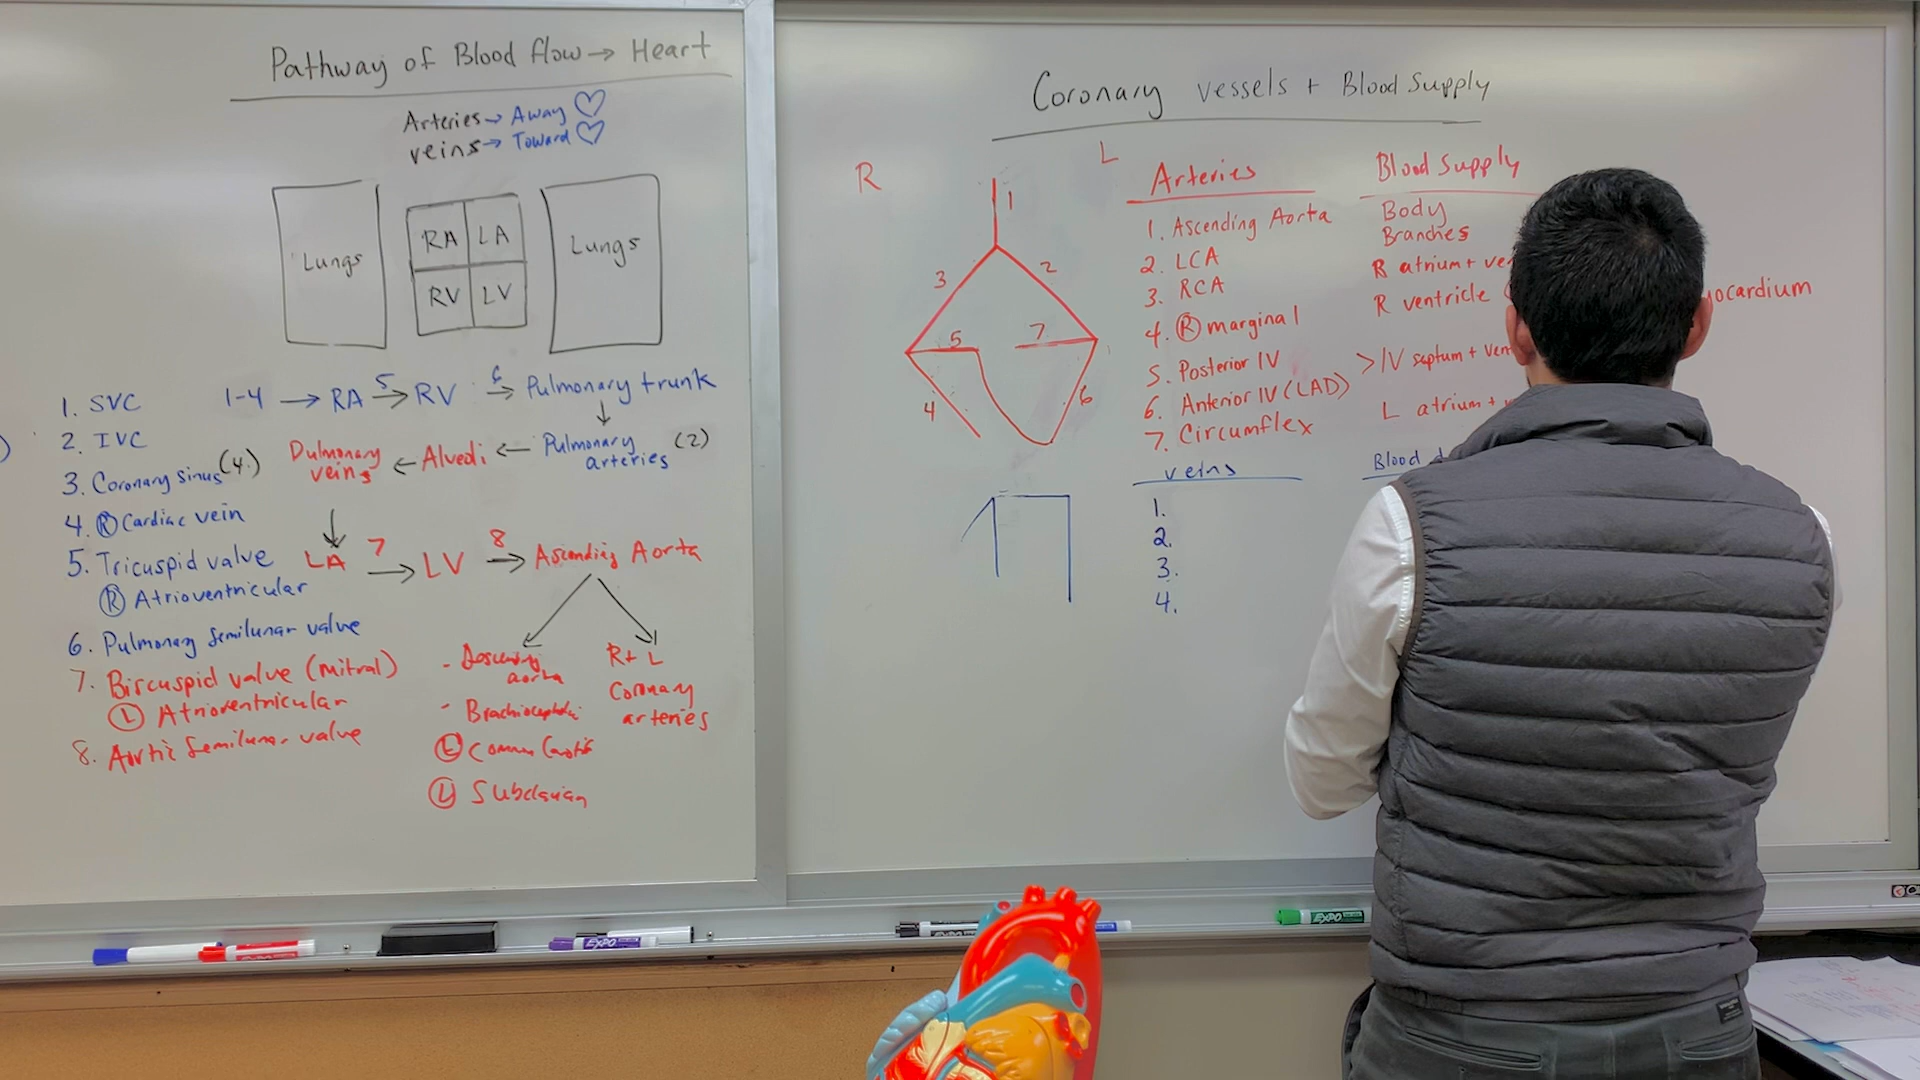 Pathway of Blood flow → Heart
Arteries → Away ♡
veins → Toward ♡
Lungs
RA
LA
RV
LV
Lungs
1. SVC
2. IVC
3. Coronary sinus (4.)
4. Ⓡ Cardiac vein
5. Tricuspid valve
Ⓡ Atrioventricular
6. Pulmonary Semilunar valve
7. Bircuspid valve (Mitral)
Ⓛ Atrioventricular
8. Aortic Semilunar valve
1-4 → RA 5→ RV 6→ Pulmonary trunk
↓
Pulmonary veins ← Alveoli ← Pulmonary arteries (2)
↓
LA 7→ LV 8→ Ascending Aorta
- Descending aorta
- Brachiocephalic
Ⓛ Common Carotid
Ⓛ Subclavian
R+ L
Coronary
arteries
Coronary vessels + Blood Supply
R
L
1
2
3
4
5
6
7
Arteries
1. Ascending Aorta
2. LCA
3. RCA
4. Ⓡ marginal
5. Posterior IV
6. Anterior IV (LAD)
7. Circumflex
Blood Supply
Body
Branches
R atrium +
R ventricle
> IV septum +
L atrium +
veins
1.
2.
3.
4.
Blood
EXPO
EXPO